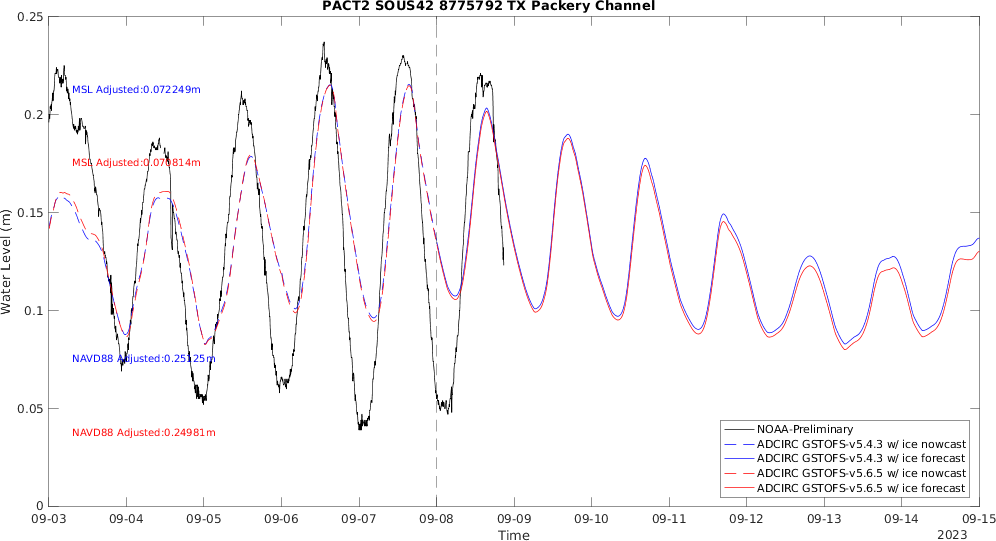 PACT2 SOUS42 8775792 TX Packery Channel
Water Level (m)
0.25
0.2
0.15
0.1
0.05
0
MSL Adjusted:0.072249m
MSL Adjusted:0.070814m
NAVD88 Adjusted:0.25125m
NAVD88 Adjusted:0.24981m
NOAA-Preliminary
ADCIRC GSTOFS-v5.4.3 w/ ice nowcast
ADCIRC GSTOFS-v5.4.3 w/ ice forecast
ADCIRC GSTOFS-v5.6.5 w/ ice nowcast
ADCIRC GSTOFS-v5.6.5 w/ ice forecast
09-03 09-04 09-05 09-06 09-07 09-08 09-09 09-10 09-11 09-12 09-13 09-14 09-15
Time
2023